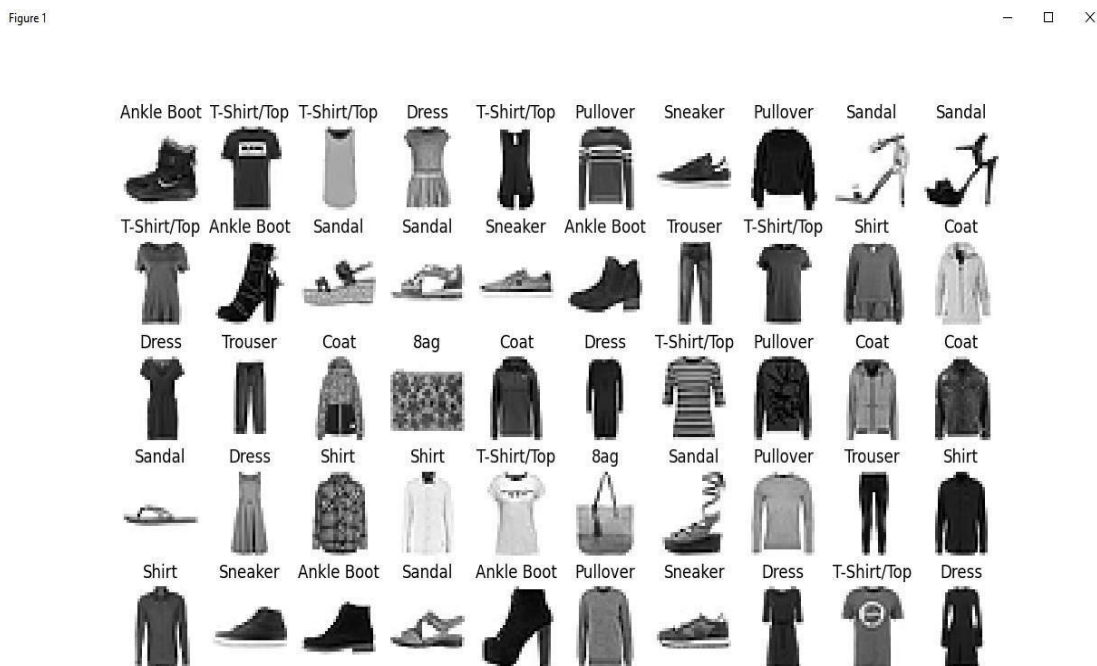 Figure 1
Ankle Boot T-Shirt/Top T-Shirt/Top Dress T-Shirt/Top Pullover Sneaker Pullover Sandal Sandal
T-Shirt/Top Ankle Boot Sandal Sandal Sneaker Ankle Boot Trouser T-Shirt/Top Shirt Coat
Dress Trouser Coat 8ag Coat Dress T-Shirt/Top Pullover Coat Coat
Sandal Dress Shirt Shirt T-Shirt/Top 8ag Sandal Pullover Trouser Shirt
Shirt Sneaker Ankle Boot Sandal Ankle Boot Pullover Sneaker Dress T-Shirt/Top Dress